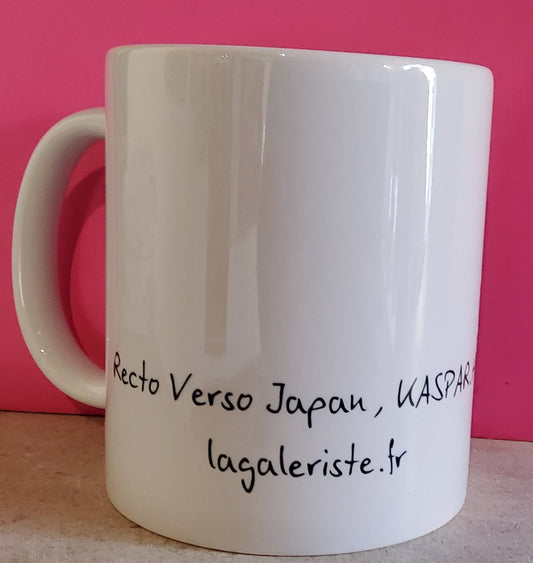 Recto Verso Japan, KASPAR
lagaleriste.fr